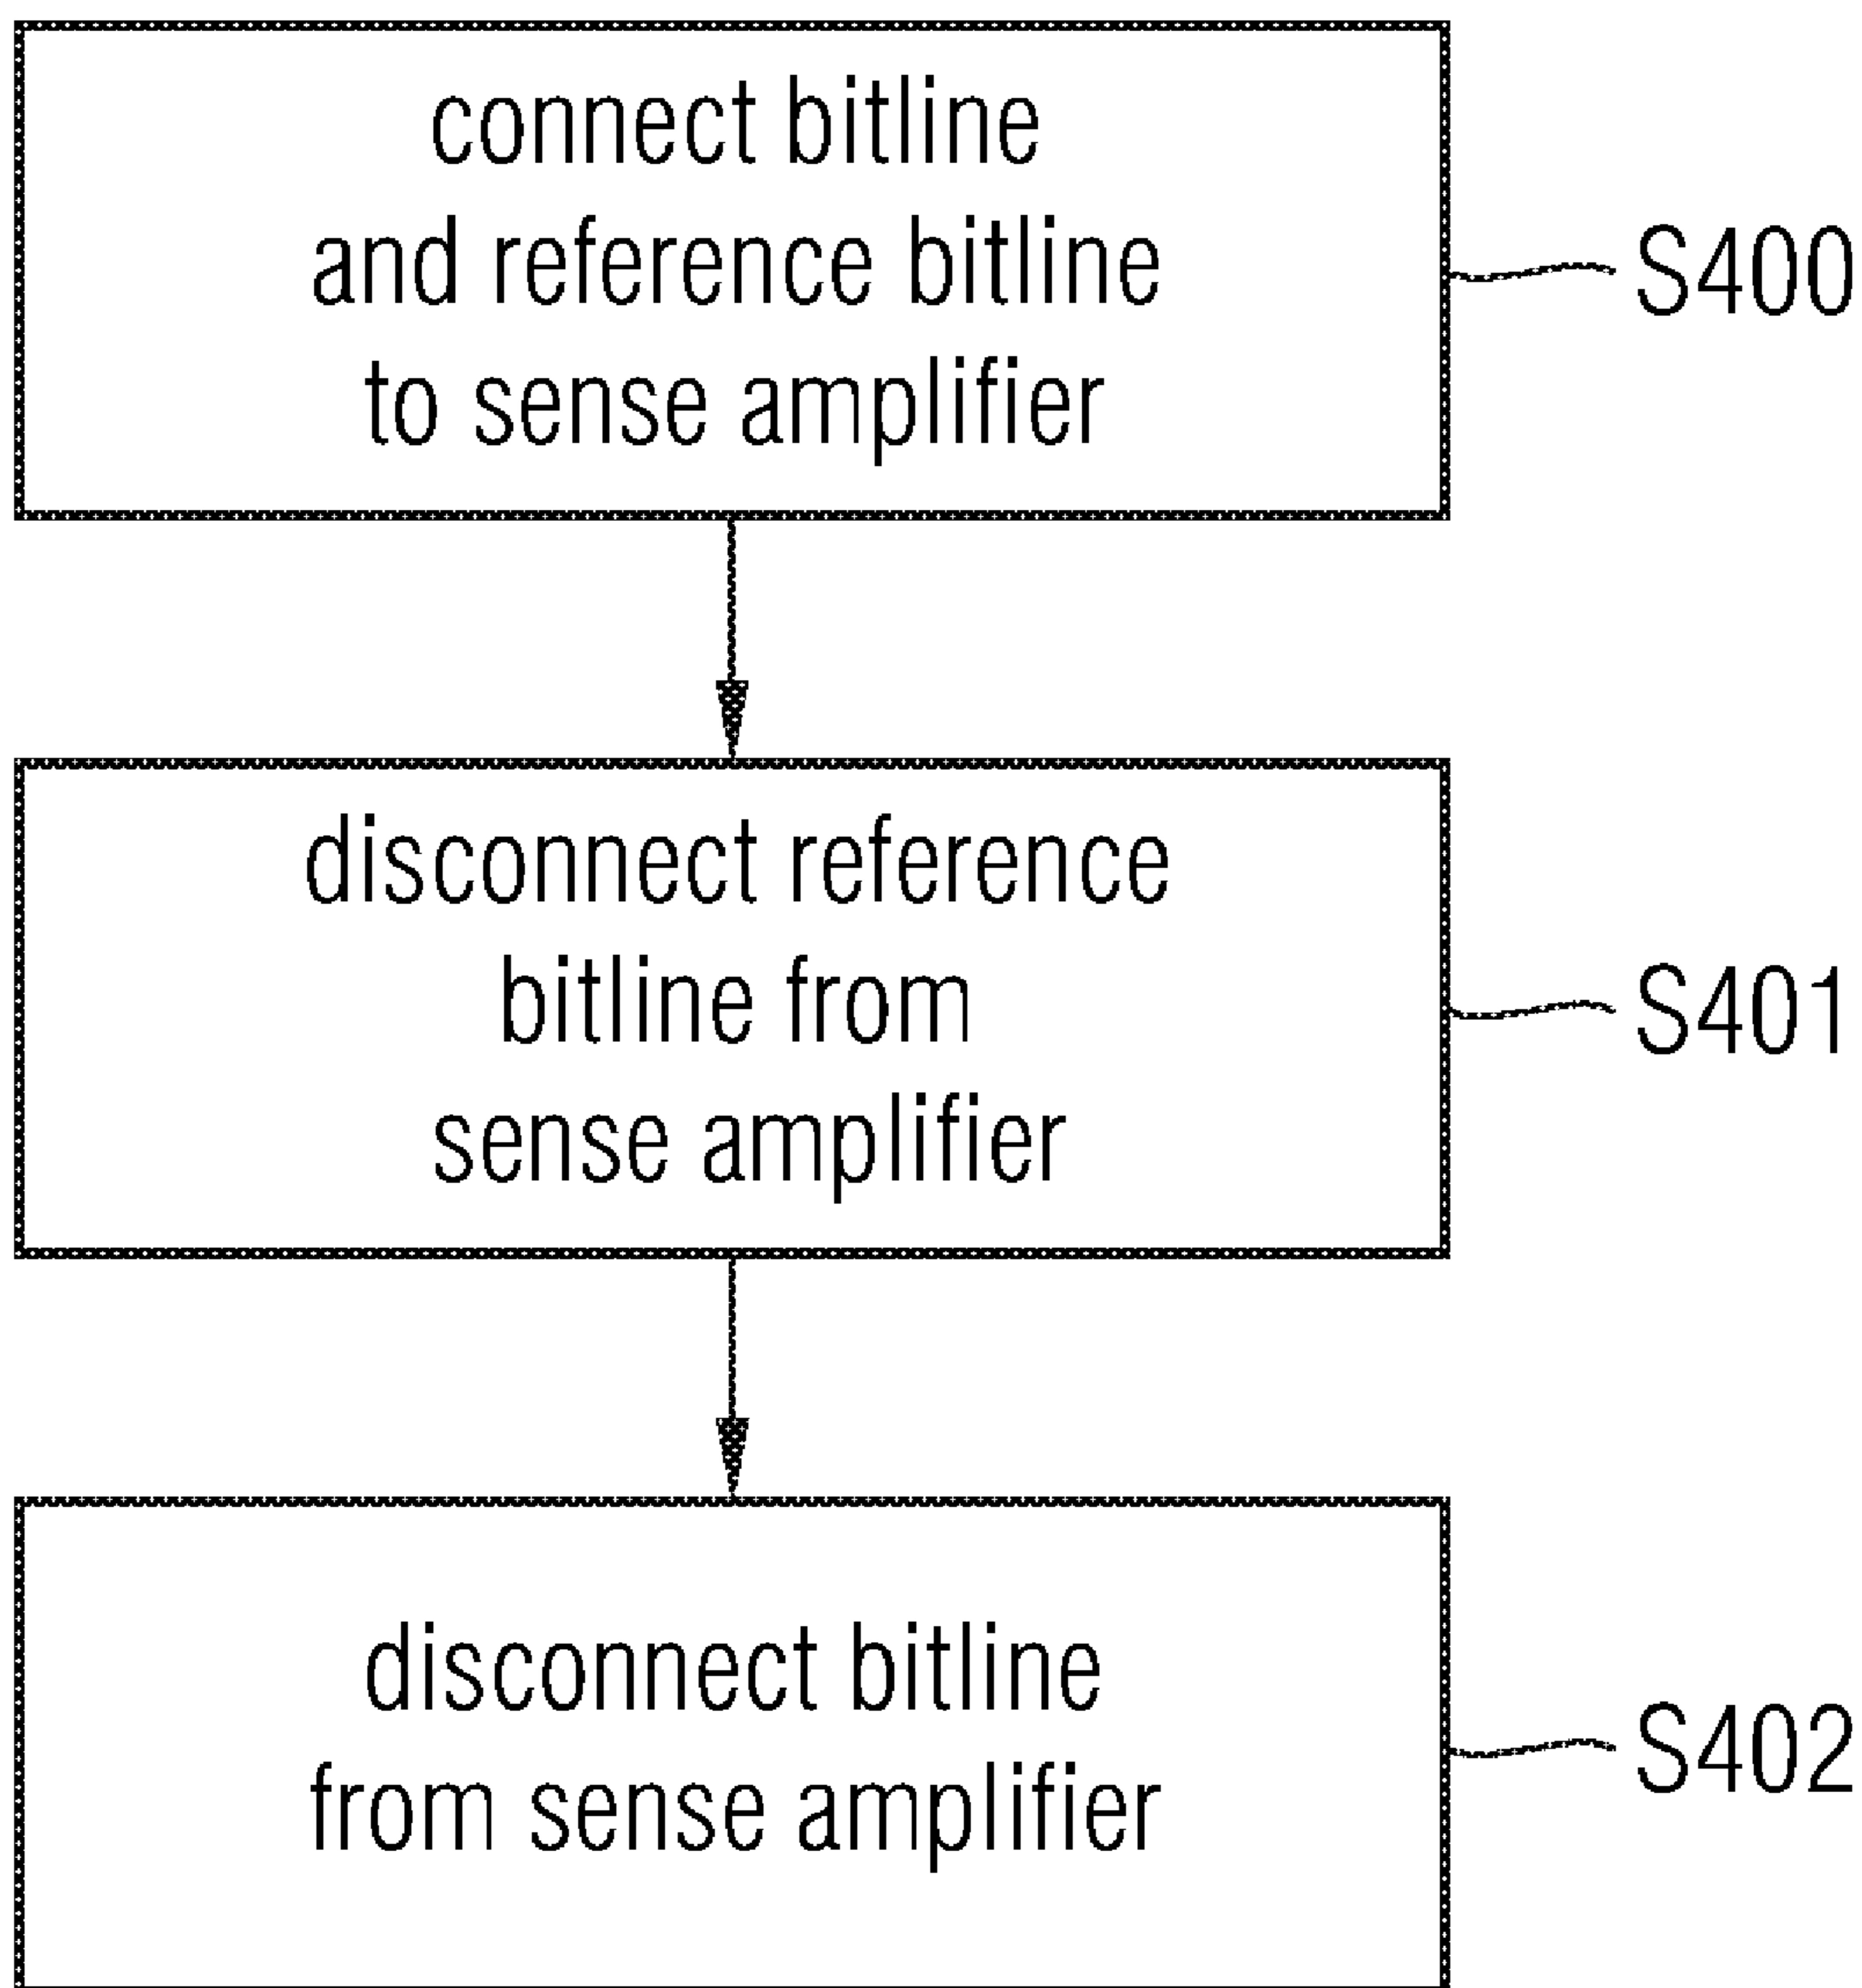 connect bitline
and reference bitline
to sense amplifier
S400
disconnect reference
bitline from
sense amplifier
S401
disconnect bitline
from sense amplifier
S402